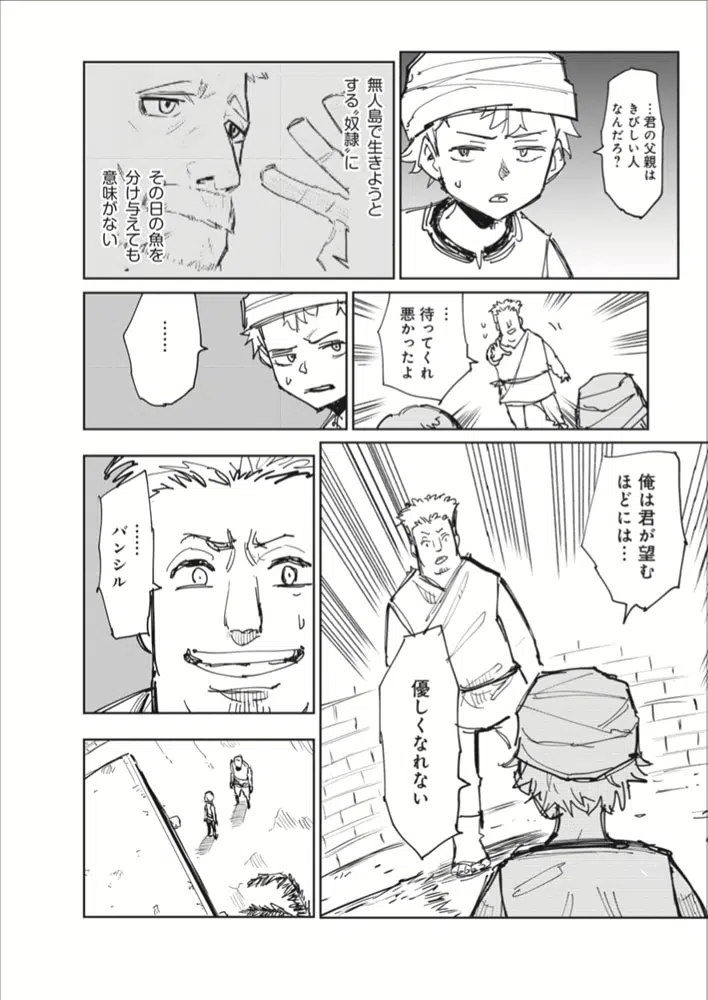 …君の父親は
きびしい人
なんだろ?
無人島で生きようと
する“奴隷”に
その日の魚を
分け与えても
意味がない
…
待ってくれ
悪かったよ
……
俺は君が望む
ほどには…
優しくなれない
……
バンシル